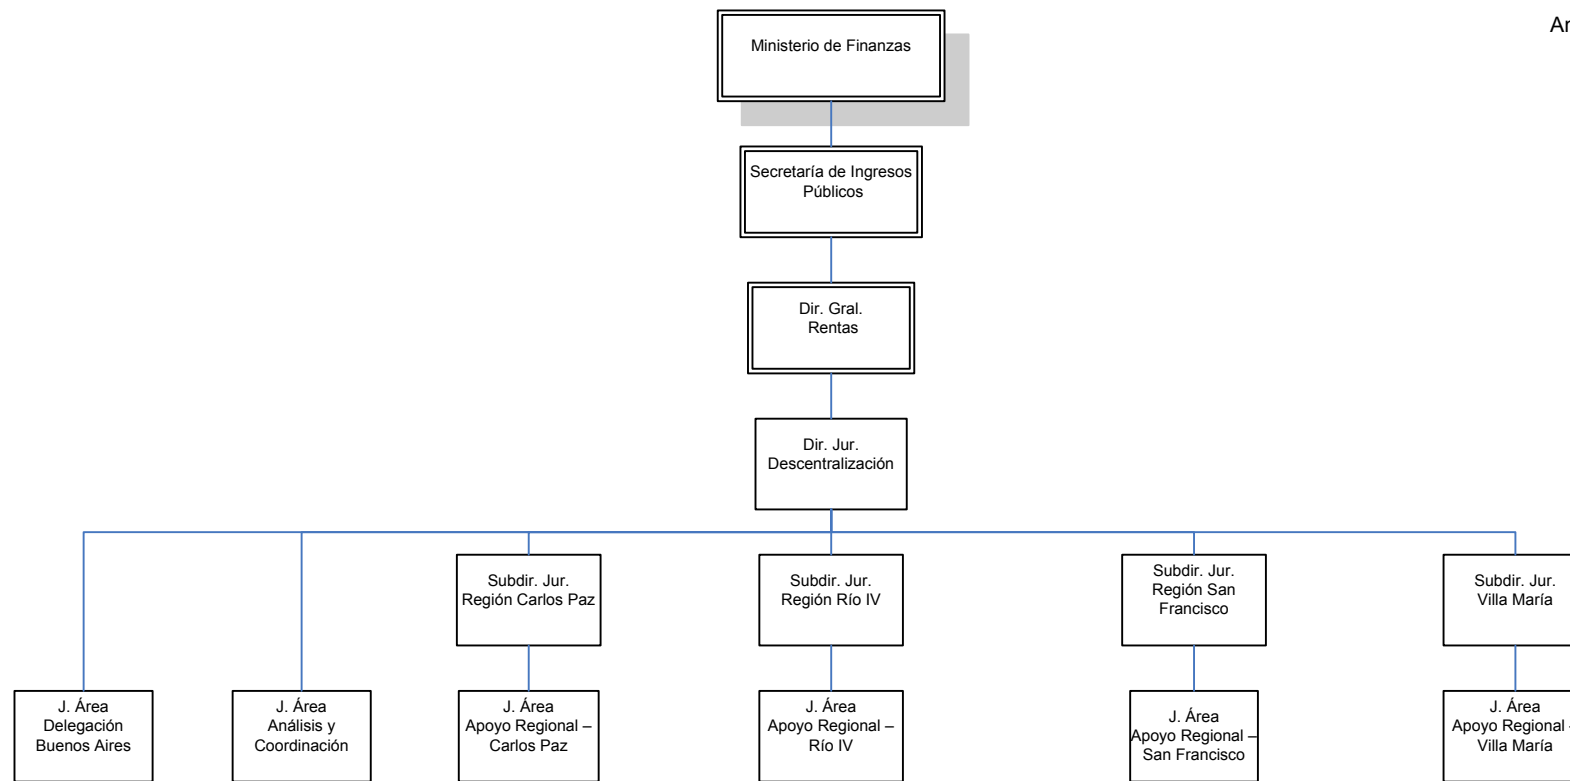 Ministerio de Finanzas
Secretaría de Ingresos
Públicos
Dir. Gral.
Rentas
Dir. Jur.
Descentralización
Subdir. Jur.
Región Carlos Paz
Subdir. Jur.
Región Río IV
Subdir. Jur.
Región San
Francisco
Subdir. Jur.
Villa María
J. Área
Delegación
Buenos Aires
J. Área
Análisis y
Coordinación
J. Área
Apoyo Regional –
Carlos Paz
J. Área
Apoyo Regional –
Río IV
J. Área
Apoyo Regional –
San Francisco
J. Área
Apoyo Regional -
Villa María